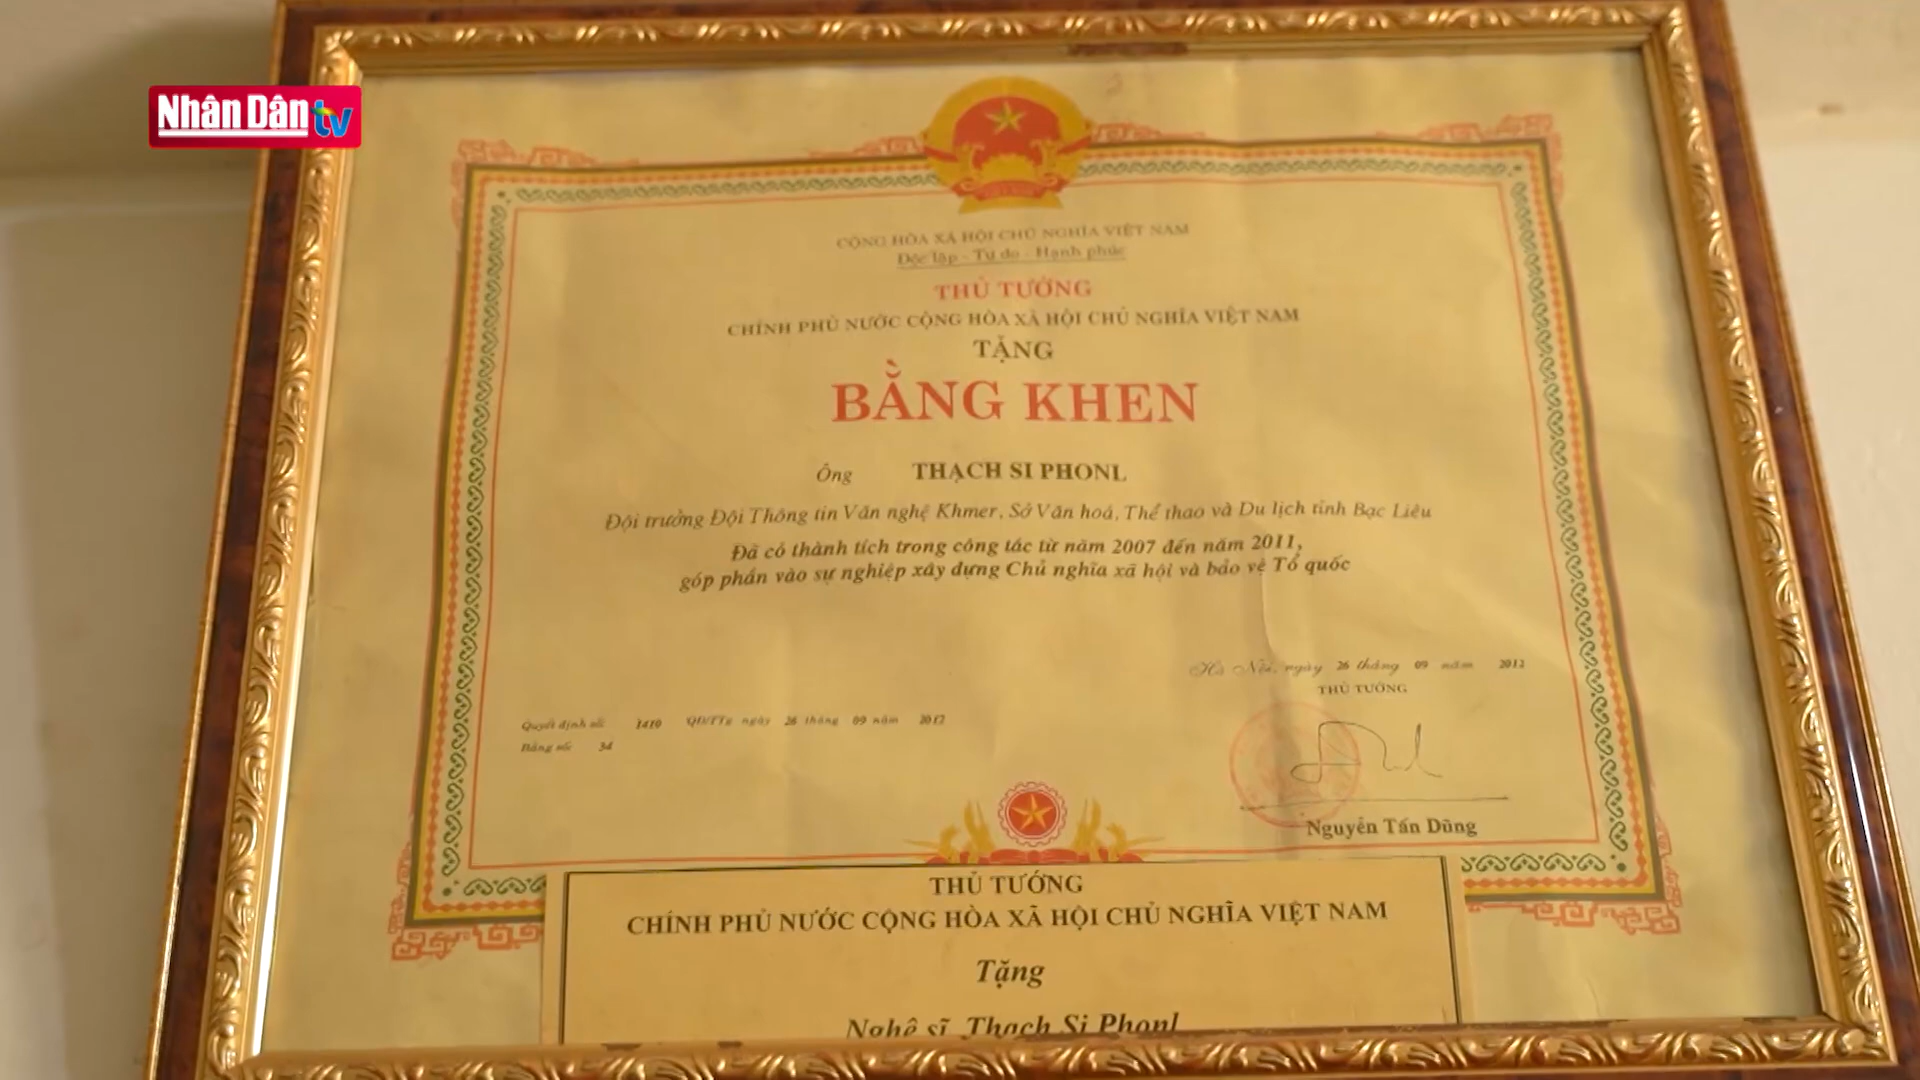 Nhân Dân tv
CỘNG HÒA XÃ HỘI CHỦ NGHĨA VIỆT NAM
Độc lập - Tự do - Hạnh phúc
THỦ TƯỚNG
CHÍNH PHỦ NƯỚC CỘNG HÒA XÃ HỘI CHỦ NGHĨA VIỆT NAM
TẶNG
BẰNG KHEN
Ông THẠCH SI PHONL
Đội trưởng Đội Thông tin Văn nghệ Khmer, Sở Văn hoá, Thể thao và Du lịch tỉnh Bạc Liêu
Đã có thành tích trong công tác từ năm 2007 đến năm 2011,
góp phần vào sự nghiệp xây dựng Chủ nghĩa xã hội và bảo vệ Tổ quốc
Hà Nội, ngày 26 tháng 09 năm 2012
THỦ TƯỚNG
Quyết định số: 1410 QĐ/TTg ngày 26 tháng 09 năm 2012
Bằng số: 34
Nguyễn Tấn Dũng
THỦ TƯỚNG
CHÍNH PHỦ NƯỚC CỘNG HÒA XÃ HỘI CHỦ NGHĨA VIỆT NAM
Tặng
Nghệ sĩ Thạch Si Phonl